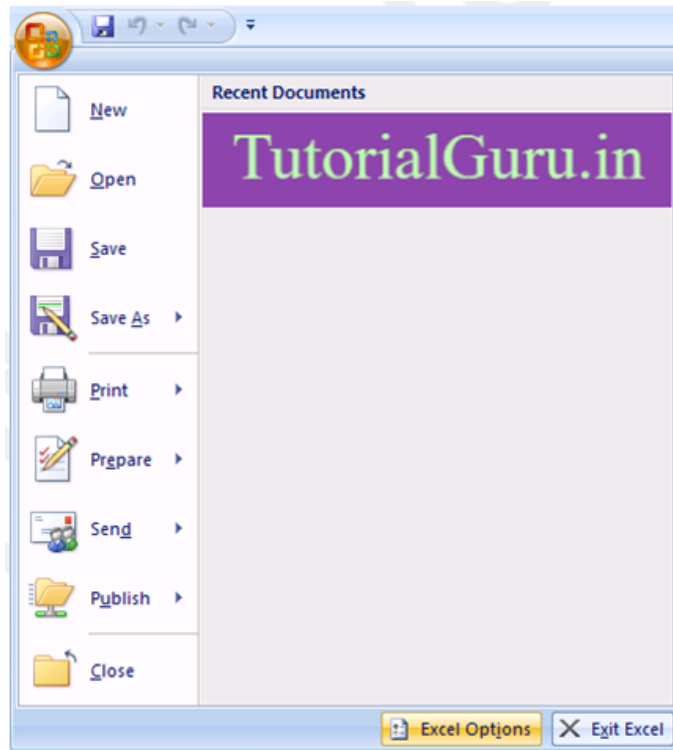 Recent Documents
TutorialGuru.in
New
Open
Save
Save As
Print
Prepare
Send
Publish
Close
Excel Options
Exit Excel